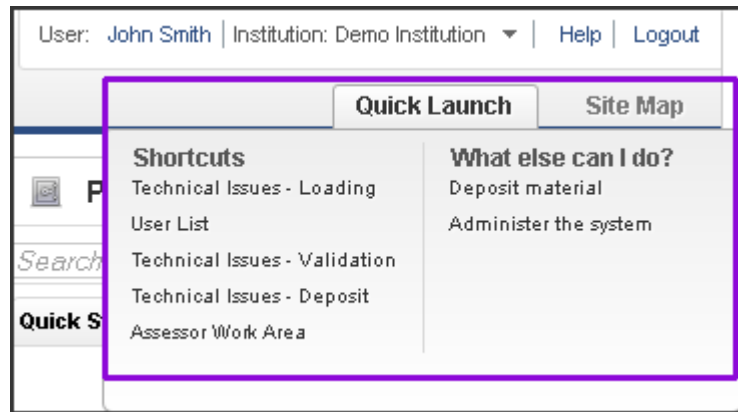 User: John Smith | Institution: Demo Institution | Help | Logout
Quick Launch Site Map
Shortcuts
Technical Issues - Loading
User List
Technical Issues - Validation
Technical Issues - Deposit
Assessor Work Area
What else can I do?
Deposit material
Administer the system
P
Search
Quick S